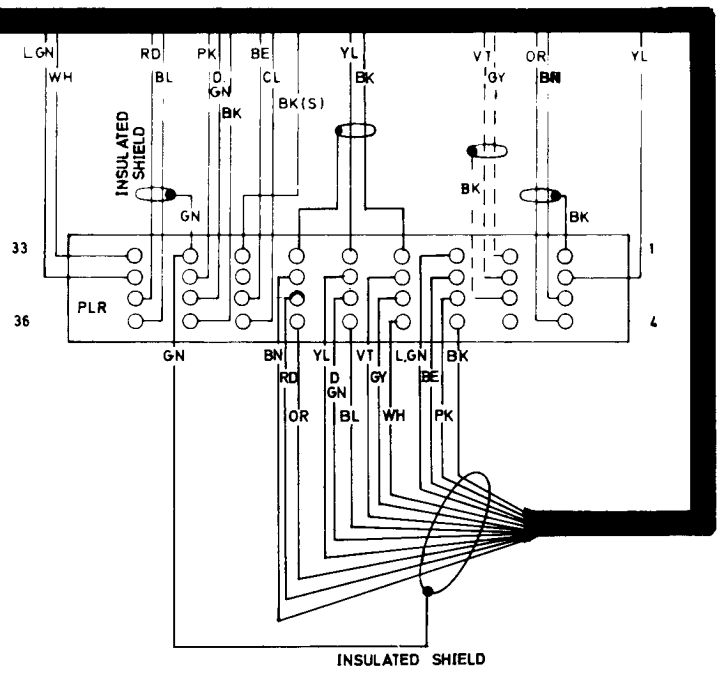 L.GN RD PK BE YL VT OR YL
WH BL D. CL BK GY BN
GN
BK BK(S)
INSULATED
SHIELD
BK
GN BK
33 1
PLR
36 4
GN BN YL VT L.GN BK
RD D. GY BE
GN
OR BL WH PK
INSULATED SHIELD